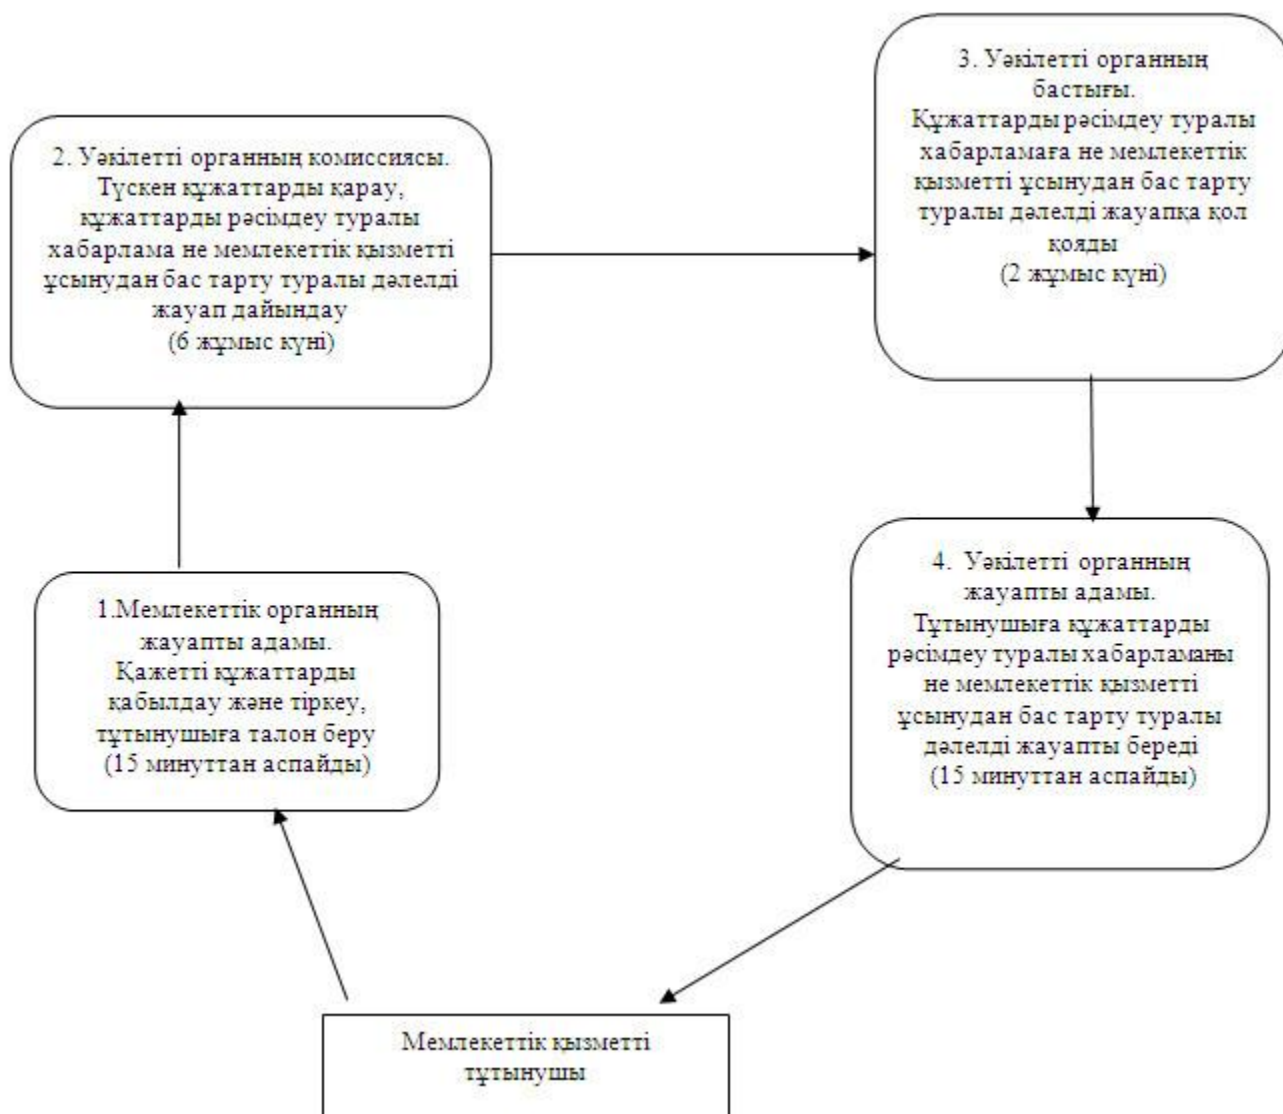 3. Уәкілетті органның
бастығы.
Құжаттарды рәсімдеу туралы
хабарламаға не мемлекеттік
қызметті ұсынудан бас тарту
туралы дәлелді жауапқа қол
қояды
(2 жұмыс күні)
2. Уәкілетті органның комиссиясы.
Түскен құжаттарды қарау,
құжаттарды рәсімдеу туралы
хабарлама не мемлекеттік қызметті
ұсынудан бас тарту туралы дәлелді
жауап дайындау
(6 жұмыс күні)
1.Мемлекеттік органның
жауапты адамы.
Қажетті құжаттарды
қабылдау және тіркеу,
тұтынушыға талон беру
(15 минуттан аспайды)
4. Уәкілетті органның
жауапты адамы.
Тұтынушыға құжаттарды
рәсімдеу туралы хабарламаны
не мемлекеттік қызметті
ұсынудан бас тарту туралы
дәлелді жауапты береді
(15 минуттан аспайды)
Мемлекеттік қызметті
тұтынушы